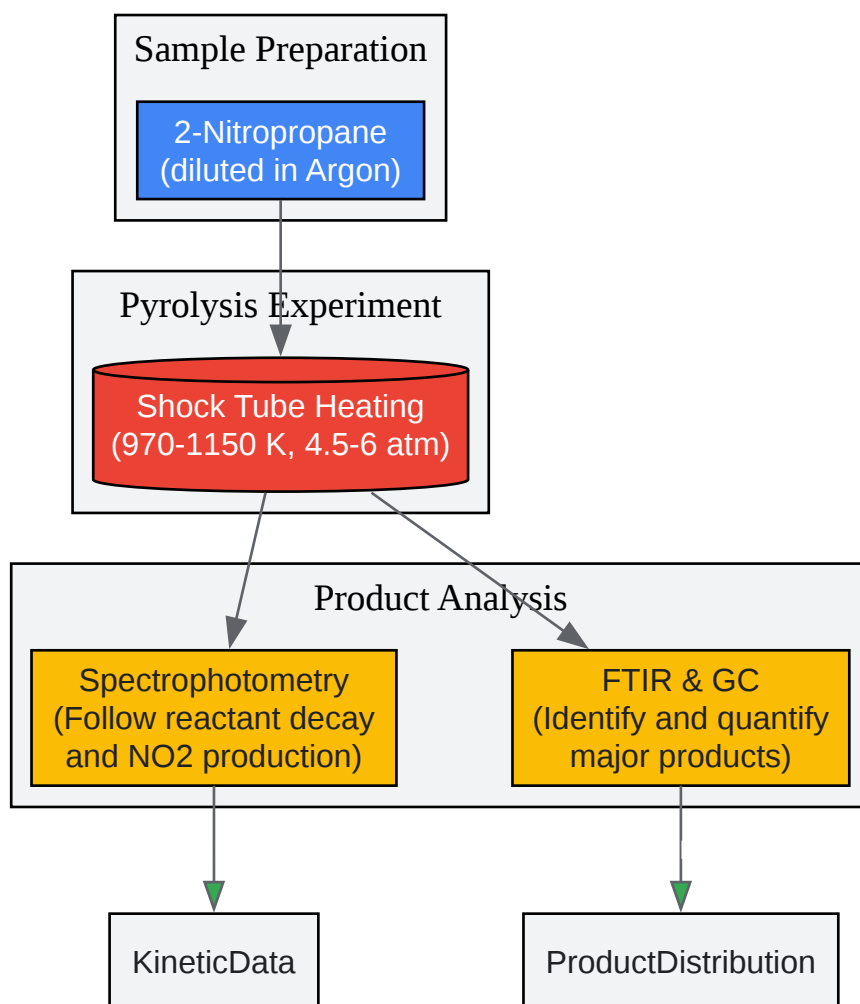 Sample Preparation
2-Nitropropane
(diluted in Argon)
Pyrolysis Experiment
Shock Tube Heating
(970-1150 K, 4.5-6 atm)
Product Analysis
Spectrophotometry
(Follow reactant decay
and NO2 production)
FTIR & GC
(Identify and quantify
major products)
KineticData
ProductDistribution